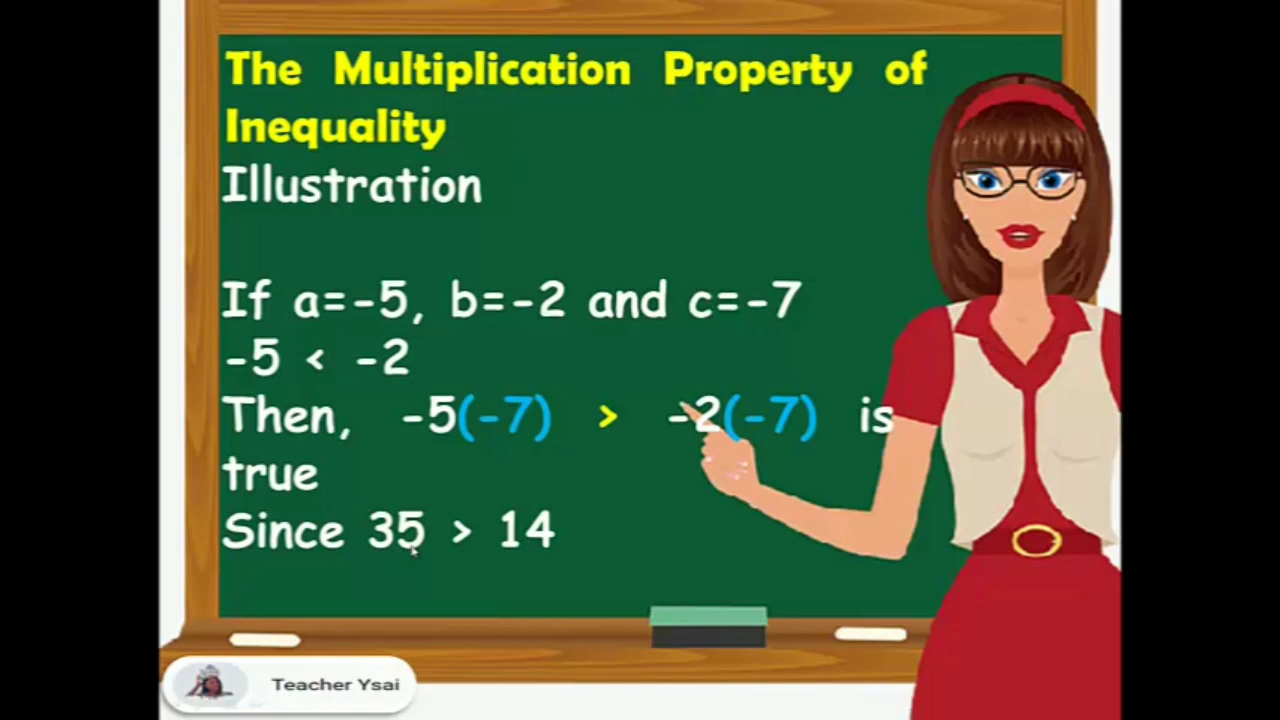 The Multiplication Property of
Inequality
Illustration
If a=-5, b=-2 and c=-7
-5 < -2
Then, -5(-7) > -2(-7) is
true
Since 35 > 14
Teacher Ysai